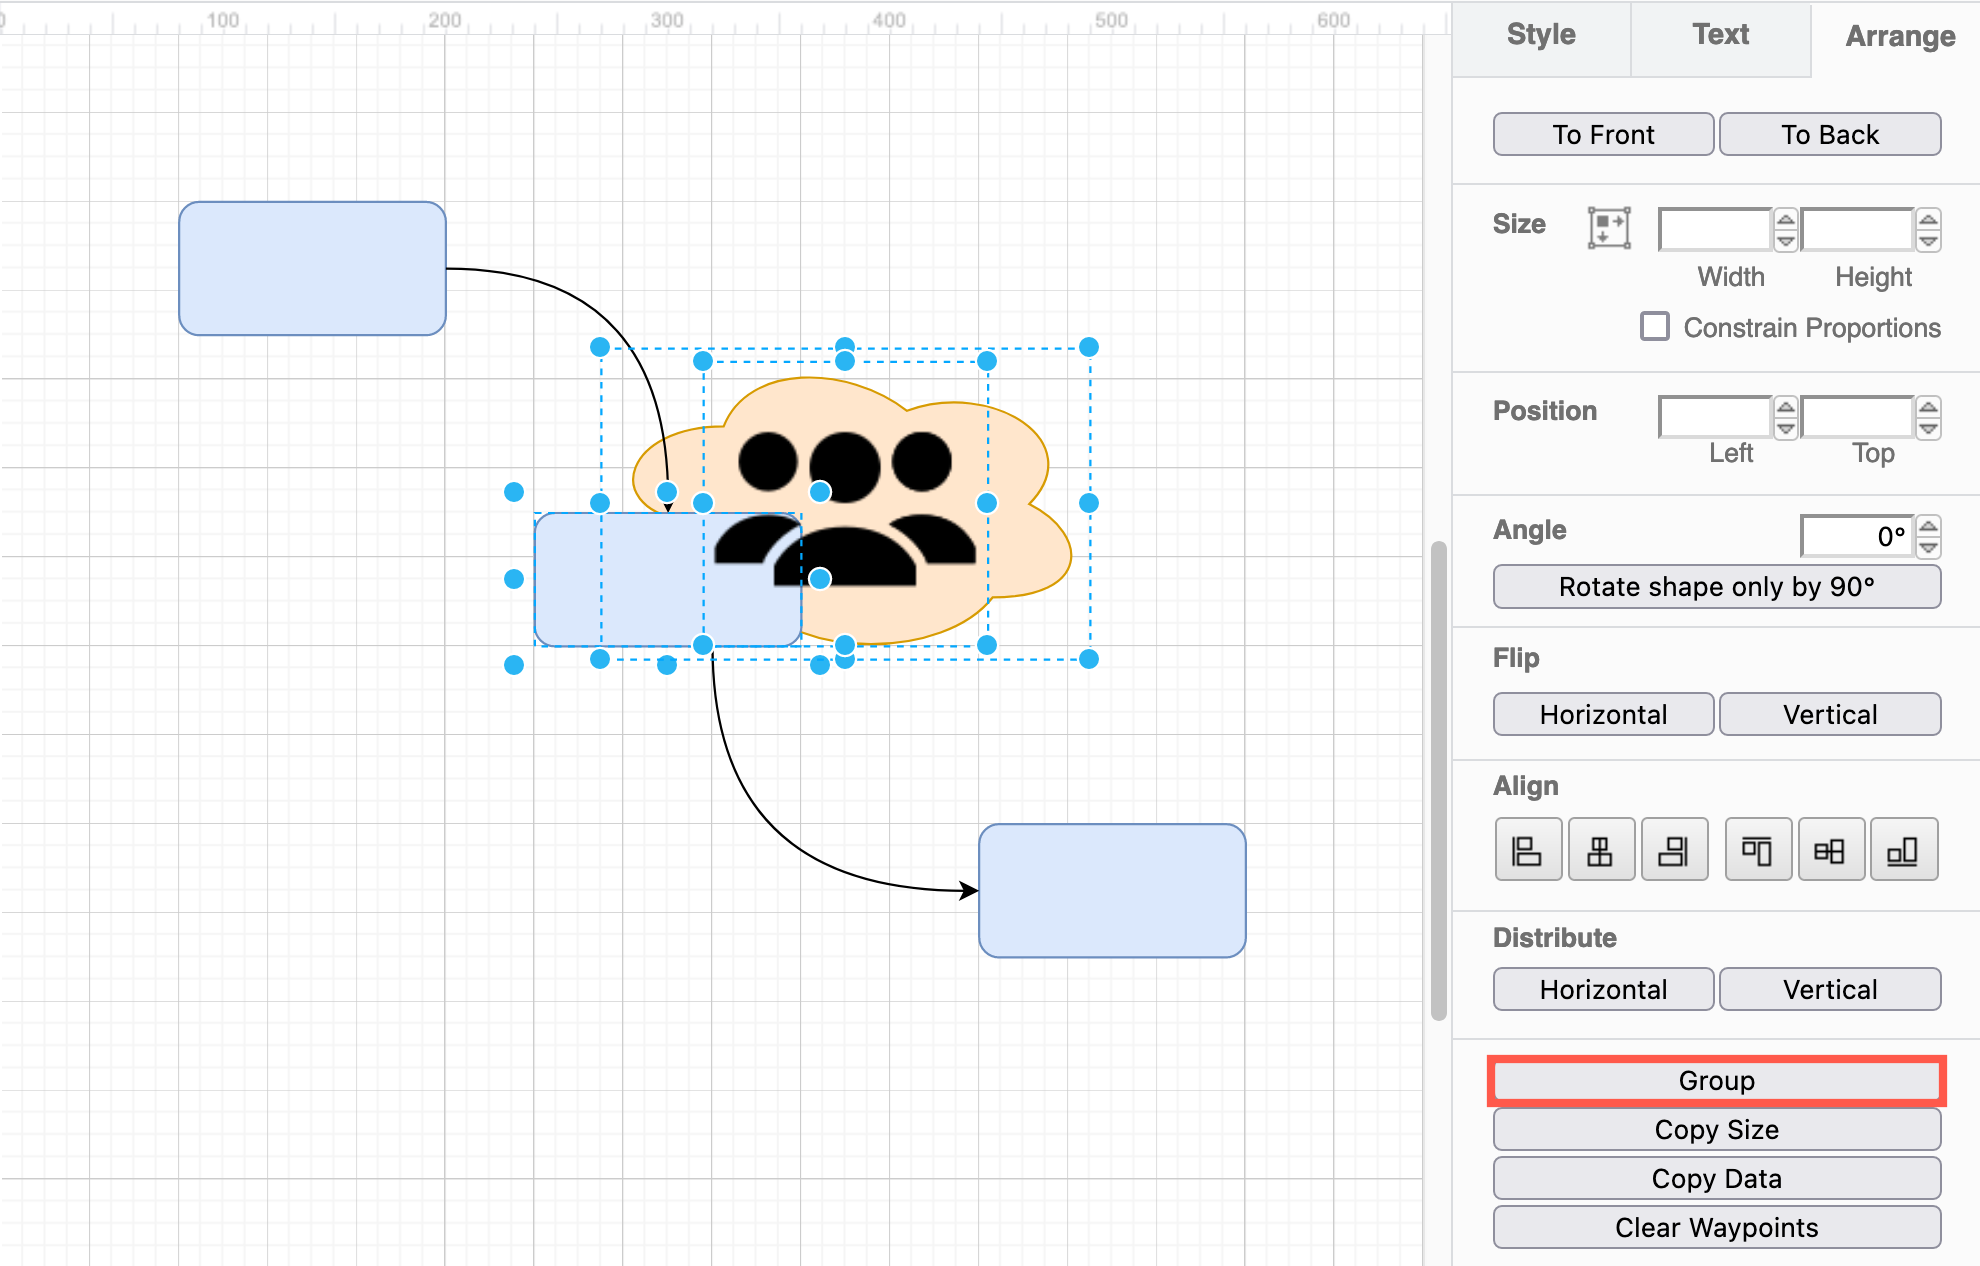 0 100 200 300 400 500 600
Style Text Arrange
To Front To Back
Size
Width Height
Constrain Proportions
Position
Left Top
Angle 0°
Rotate shape only by 90°
Flip
Horizontal Vertical
Align
Distribute
Horizontal Vertical
Group
Copy Size
Copy Data
Clear Waypoints